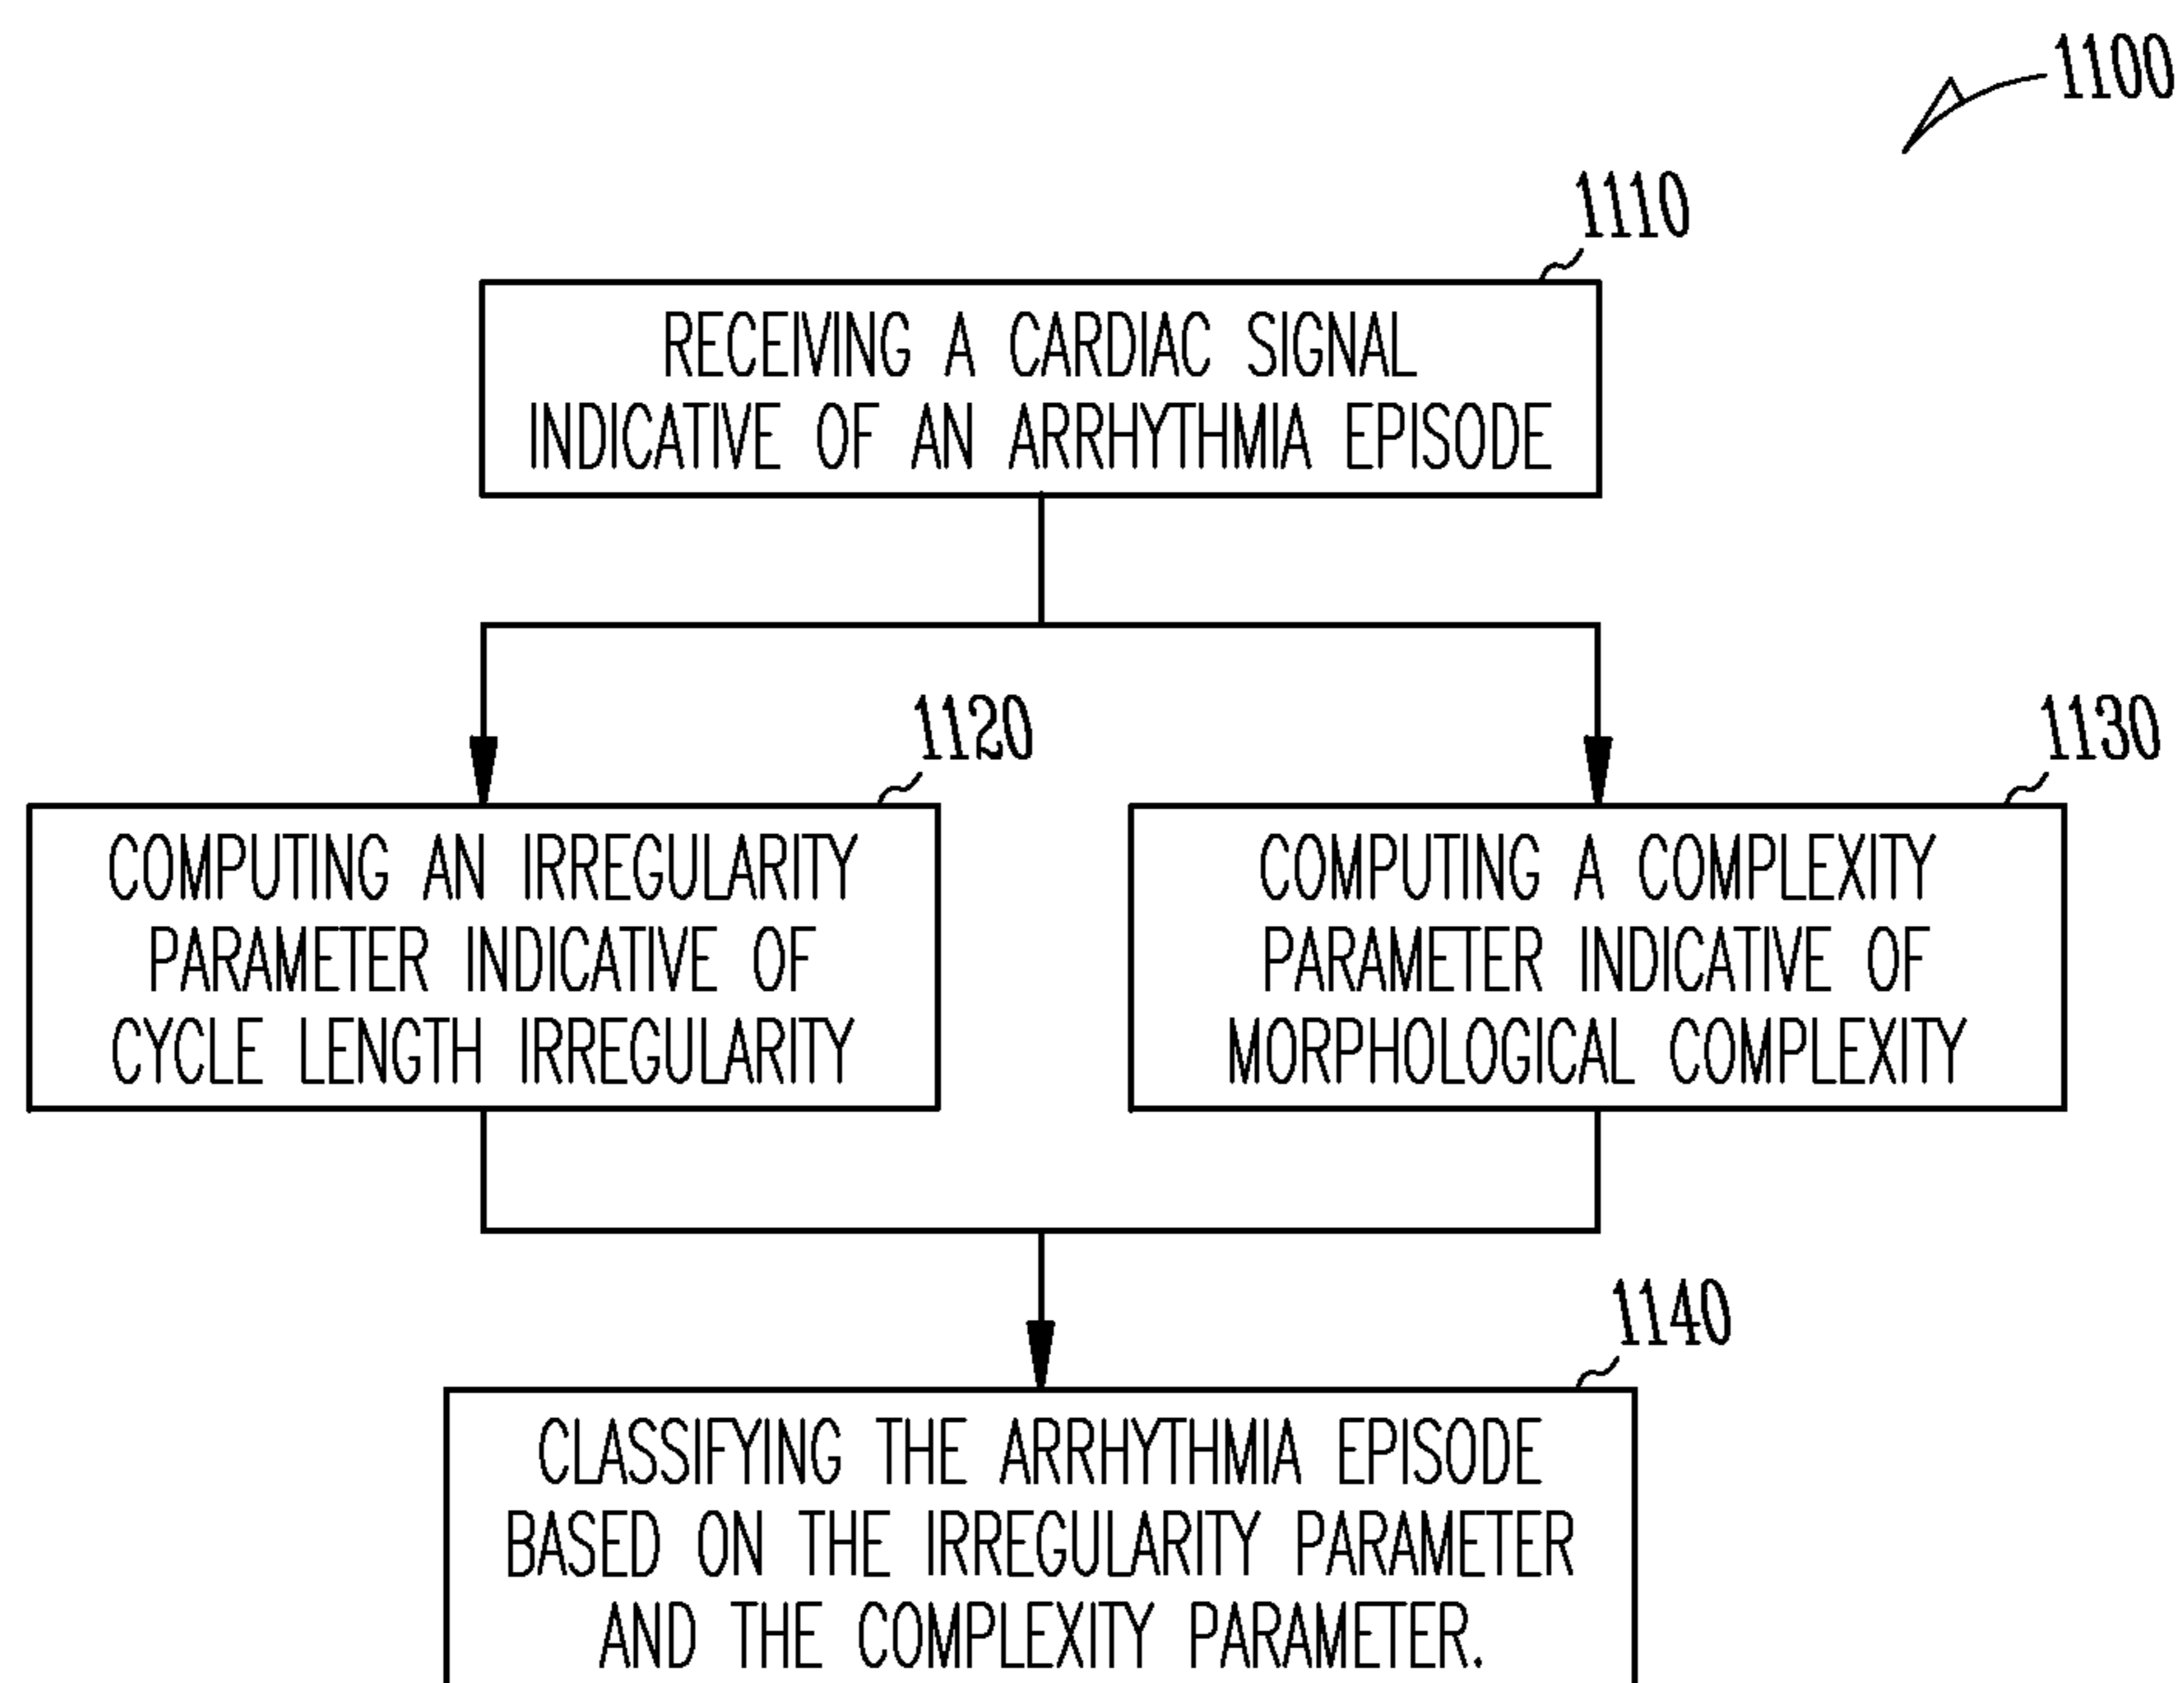 1100
1110
RECEIVING A CARDIAC SIGNAL
INDICATIVE OF AN ARRHYTHMIA EPISODE
1120
COMPUTING AN IRREGULARITY
PARAMETER INDICATIVE OF
CYCLE LENGTH IRREGULARITY
1130
COMPUTING A COMPLEXITY
PARAMETER INDICATIVE OF
MORPHOLOGICAL COMPLEXITY
1140
CLASSIFYING THE ARRHYTHMIA EPISODE
BASED ON THE IRREGULARITY PARAMETER
AND THE COMPLEXITY PARAMETER.